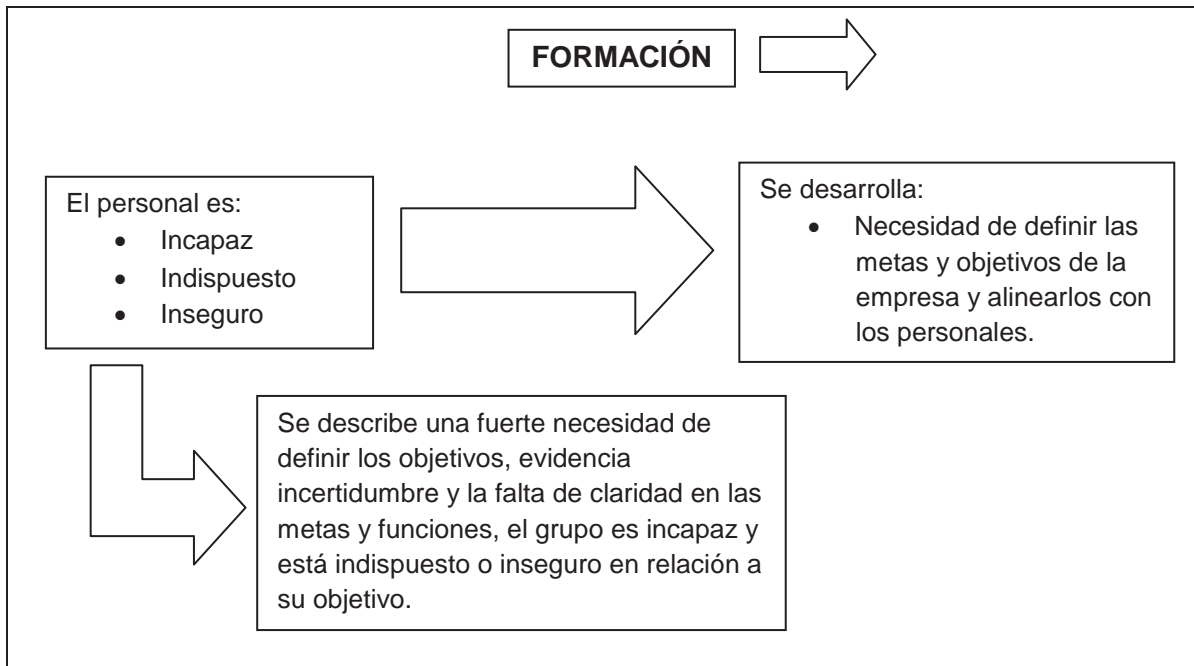 FORMACIÓN
El personal es:
• Incapaz
• Indispuesto
• Inseguro
Se desarrolla:
• Necesidad de definir las
metas y objetivos de la
empresa y alinearlos con
los personales.
Se describe una fuerte necesidad de
definir los objetivos, evidencia
incertidumbre y la falta de claridad en las
metas y funciones, el grupo es incapaz y
está indispuesto o inseguro en relación a
su objetivo.